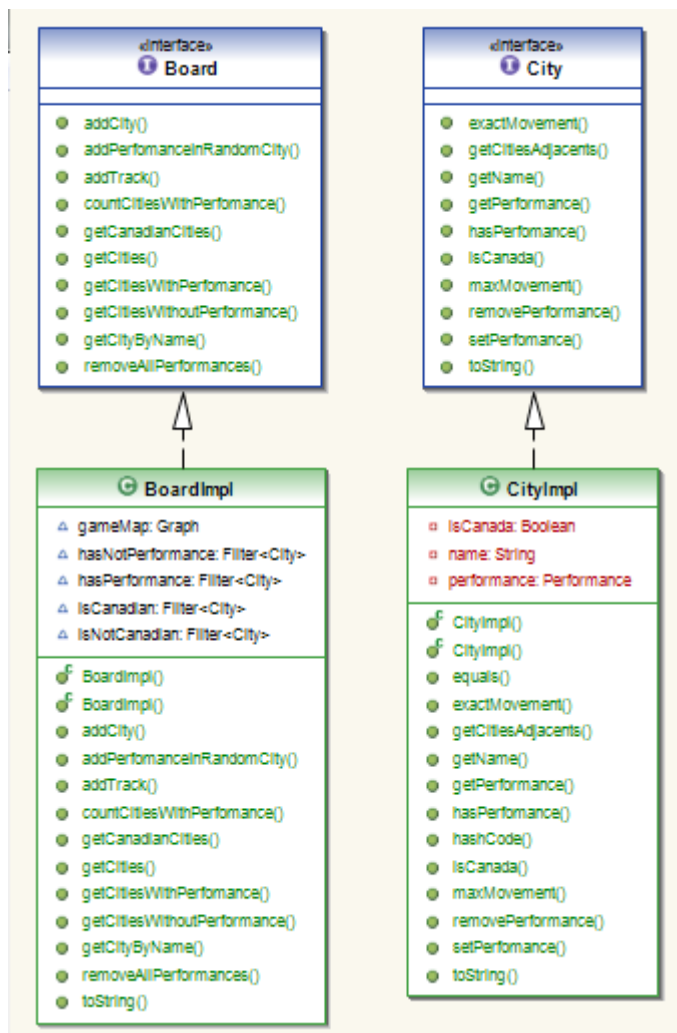 «interface»
Board
addCity()
addPerfomanceInRandomCity()
addTrack()
countCitiesWithPerfomance()
getCanadianCities()
getCities()
getCitiesWithPerfomance()
getCitiesWithoutPerformance()
getCityByName()
removeAllPerformances()
«interface»
City
exactMovement()
getCitiesAdjacents()
getName()
getPerformance()
hasPerfomance()
isCanada()
maxMovement()
removePerformance()
setPerfomance()
toString()
BoardImpl
gameMap: Graph
hasNotPerformance: Filter<City>
hasPerformance: Filter<City>
isCanadian: Filter<City>
isNotCanadian: Filter<City>
BoardImpl()
BoardImpl()
addCity()
addPerfomanceInRandomCity()
addTrack()
countCitiesWithPerfomance()
getCanadianCities()
getCities()
getCitiesWithPerfomance()
getCitiesWithoutPerformance()
getCityByName()
removeAllPerformances()
toString()
CityImpl
isCanada: Boolean
name: String
performance: Performance
CityImpl()
CityImpl()
equals()
exactMovement()
getCitiesAdjacents()
getName()
getPerformance()
hasPerfomance()
hashCode()
isCanada()
maxMovement()
removePerformance()
setPerfomance()
toString()